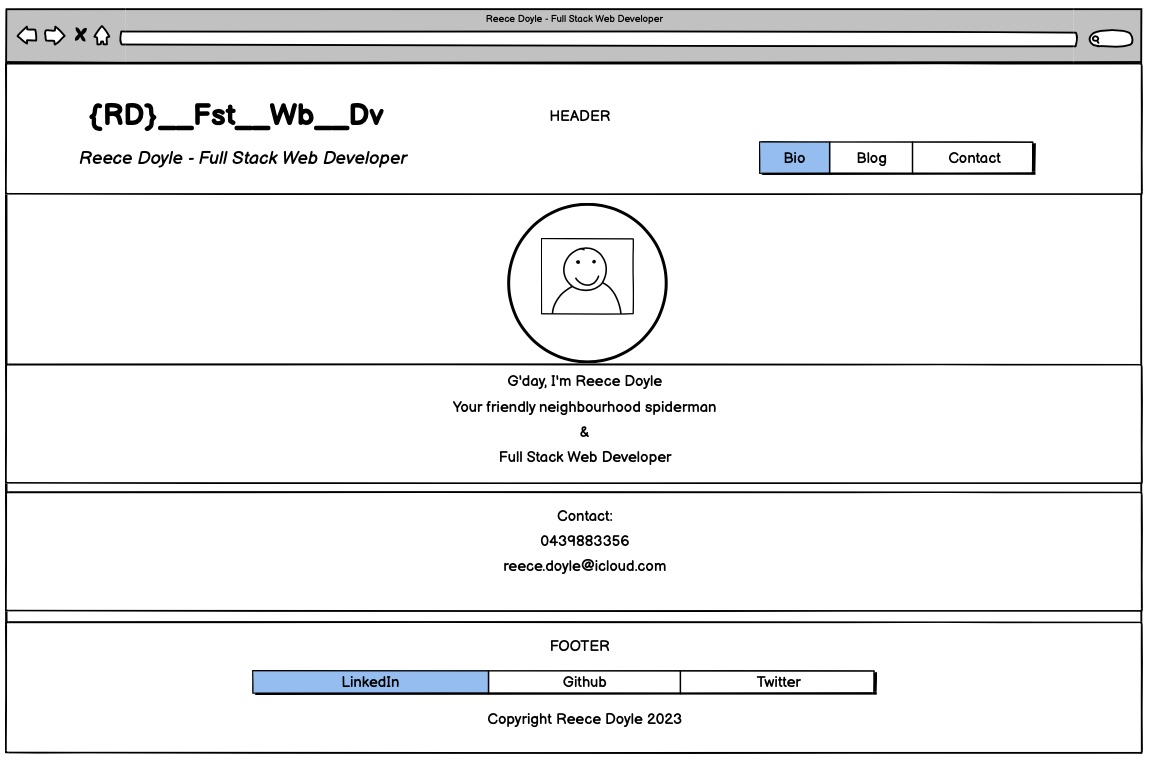 Reece Doyle - Full Stack Web Developer
{RD}__Fst__Wb__Dv
HEADER
Reece Doyle - Full Stack Web Developer
Bio Blog Contact
G'day, I'm Reece Doyle
Your friendly neighbourhood spiderman
&
Full Stack Web Developer
Contact:
0439883356
reece.doyle@icloud.com
FOOTER
LinkedIn Github Twitter
Copyright Reece Doyle 2023